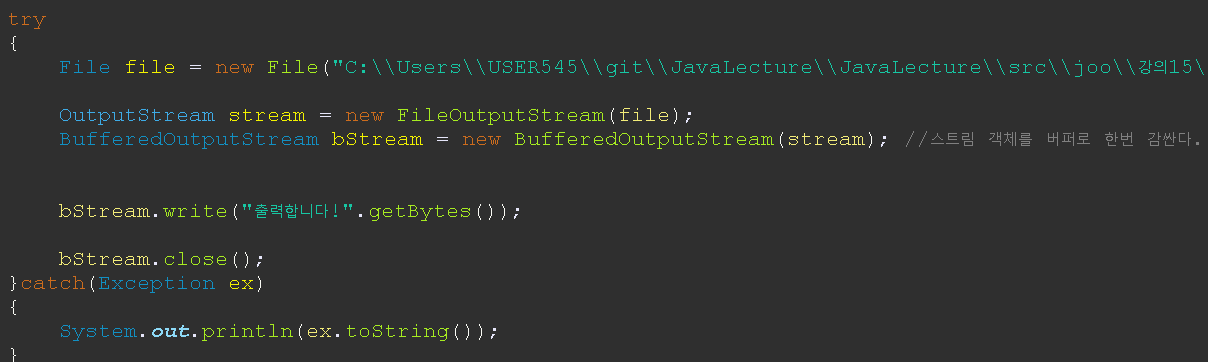 try
{
File file = new File("C:\\Users\\USER545\\git\\JavaLecture\\JavaLecture\\src\\joo\\강의15\
OutputStream stream = new FileOutputStream(file);
BufferedOutputStream bStream = new BufferedOutputStream(stream); //스트림 객체를 버퍼로 한번 감싼다.
bStream.write("출력합니다!".getBytes());
bStream.close();
}catch(Exception ex)
{
System.out.println(ex.toString());
}